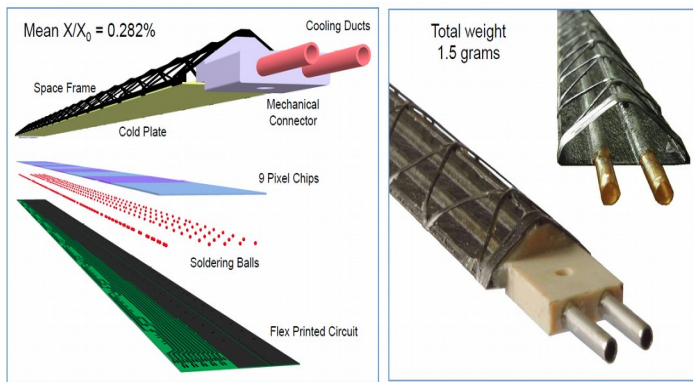 Mean X/X₀ = 0.282%
Cooling Ducts
Space Frame
Mechanical
Connector
Cold Plate
9 Pixel Chips
Soldering Balls
Flex Printed Circuit
Total weight
1.5 grams